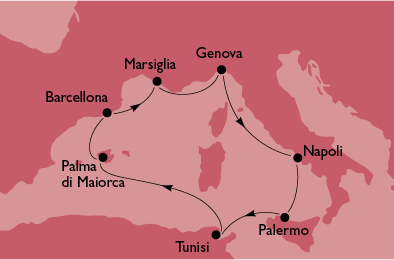 Genova
Marsiglia
Barcellona
Napoli
Palma
di Maiorca
Palermo
Tunisi